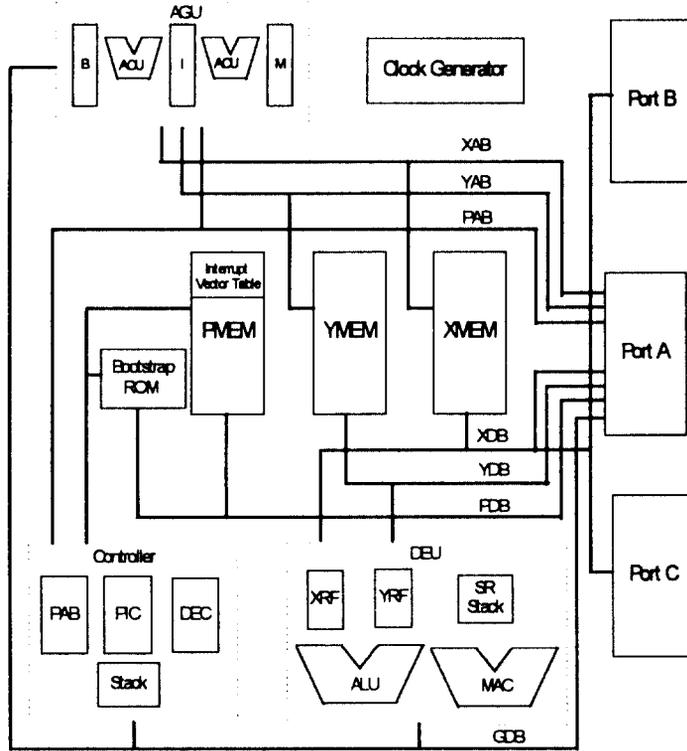 AGU
B
ACU
I
ACU
M
Clock Generator
Port B
XAB
YAB
PAB
Interrupt
Vector Table
PMEM
YMEM
XMEM
Port A
Bootstrap
ROM
XDB
YDB
PDB
Controller
DEU
PAB
PIC
DEC
XRF
YRF
SR
Stack
Port C
Stack
ALU
MAC
GDB